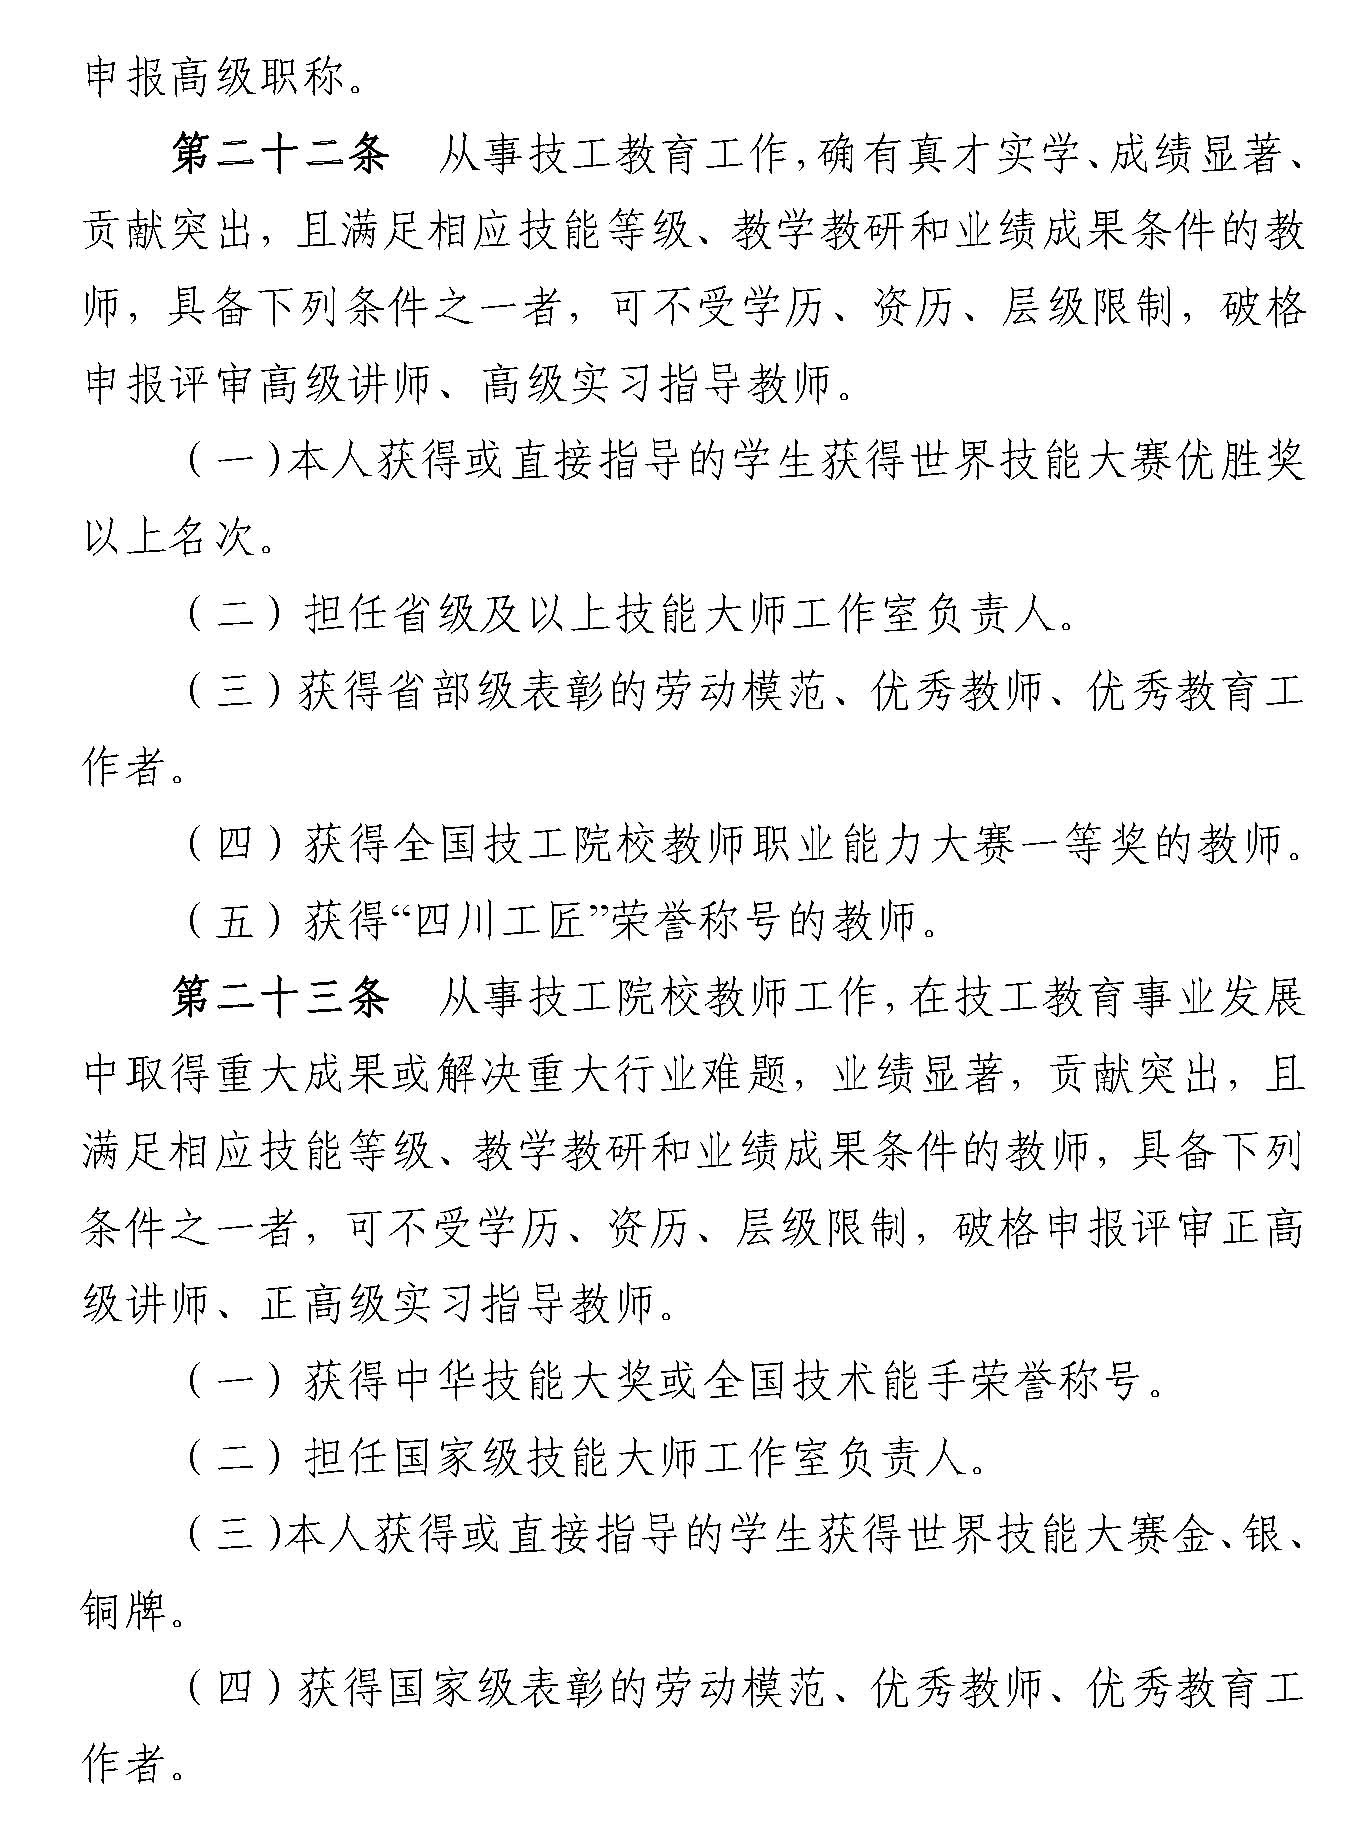 申报高级职称。
第二十二条　从事技工教育工作,确有真才实学、成绩显著、
贡献突出，且满足相应技能等级、教学教研和业绩成果条件的教
师，具备下列条件之一者，可不受学历、资历、层级限制，破格
申报评审高级讲师、高级实习指导教师。
（一）本人获得或直接指导的学生获得世界技能大赛优胜奖
以上名次。
（二）担任省级及以上技能大师工作室负责人。
（三）获得省部级表彰的劳动模范、优秀教师、优秀教育工
作者。
（四）获得全国技工院校教师职业能力大赛一等奖的教师。
（五）获得“四川工匠”荣誉称号的教师。
第二十三条　从事技工院校教师工作,在技工教育事业发展
中取得重大成果或解决重大行业难题，业绩显著，贡献突出，且
满足相应技能等级、教学教研和业绩成果条件的教师，具备下列
条件之一者，可不受学历、资历、层级限制，破格申报评审正高
级讲师、正高级实习指导教师。
（一）获得中华技能大奖或全国技术能手荣誉称号。
（二）担任国家级技能大师工作室负责人。
（三）本人获得或直接指导的学生获得世界技能大赛金、银、
铜牌。
（四）获得国家级表彰的劳动模范、优秀教师、优秀教育工
作者。